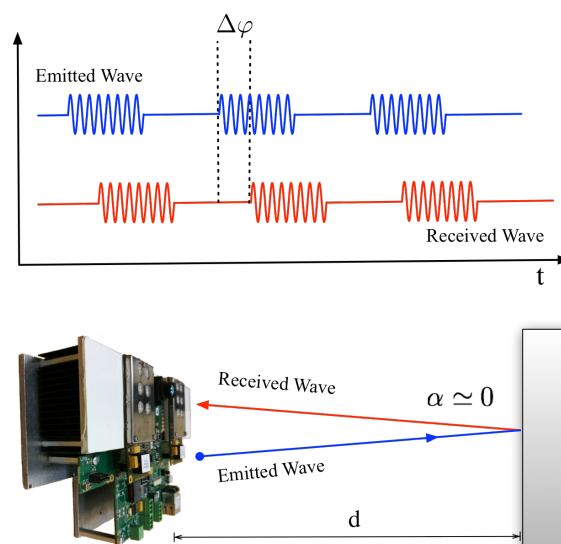 Δφ
Emitted Wave
Received Wave
t
Received Wave
α ≃ 0
Emitted Wave
d